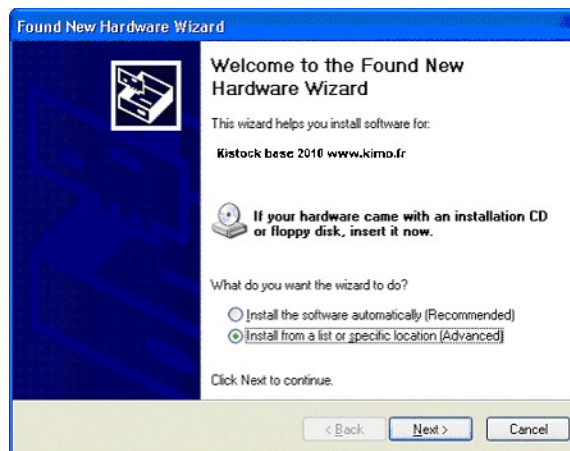 Found New Hardware Wizard
Welcome to the Found New
Hardware Wizard
This wizard helps you install software for:
Kistock base 2010 www.kimo.fr
If your hardware came with an installation CD
or floppy disk, insert it now.
What do you want the wizard to do?
Install the software automatically (Recommended)
Install from a list or specific location (Advanced)
Click Next to continue.
< Back
Next >
Cancel